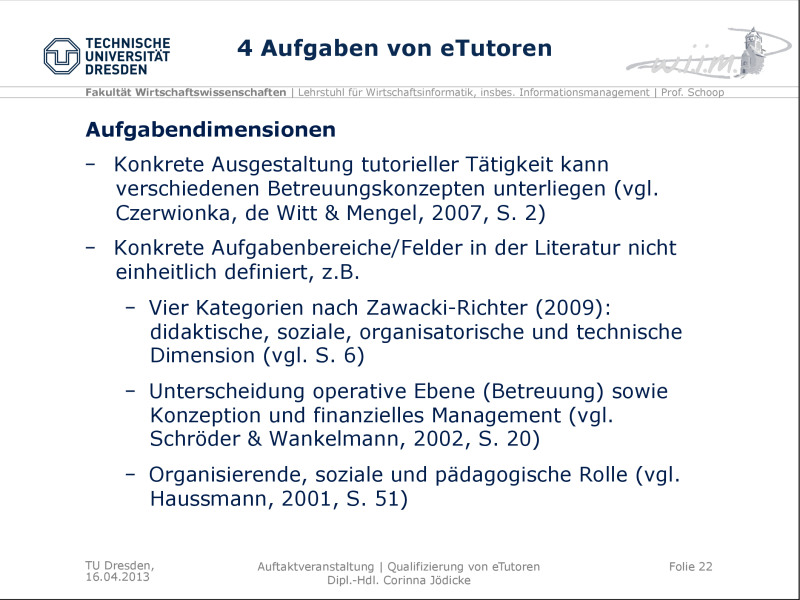 TECHNISCHE
UNIVERSITÄT
DRESDEN
4 Aufgaben von eTutoren
w.i.i.m.
Fakultät Wirtschaftswissenschaften | Lehrstuhl für Wirtschaftsinformatik, insbes. Informationsmanagement | Prof. Schoop
Aufgabendimensionen
– Konkrete Ausgestaltung tutorieller Tätigkeit kann
verschiedenen Betreuungskonzepten unterliegen (vgl.
Czerwionka, de Witt & Mengel, 2007, S. 2)
– Konkrete Aufgabenbereiche/Felder in der Literatur nicht
einheitlich definiert, z.B.
– Vier Kategorien nach Zawacki-Richter (2009):
didaktische, soziale, organisatorische und technische
Dimension (vgl. S. 6)
– Unterscheidung operative Ebene (Betreuung) sowie
Konzeption und finanzielles Management (vgl.
Schröder & Wankelmann, 2002, S. 20)
– Organisierende, soziale und pädagogische Rolle (vgl.
Haussmann, 2001, S. 51)
TU Dresden,
16.04.2013
Auftaktveranstaltung | Qualifizierung von eTutoren
Dipl.-Hdl. Corinna Jödicke
Folie 22